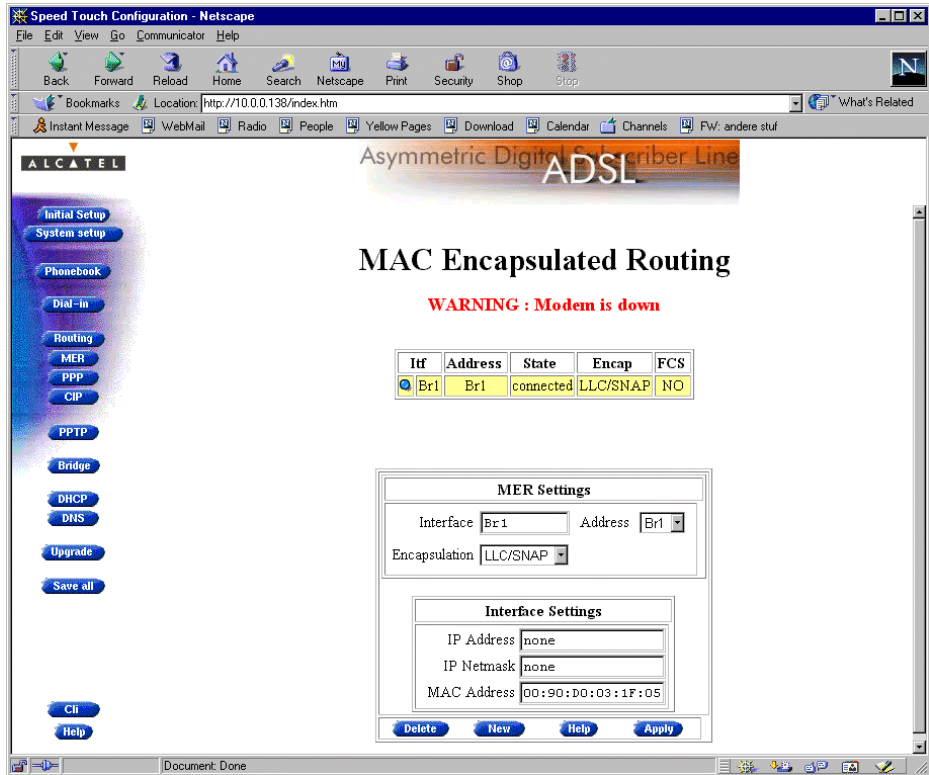 Speed Touch Configuration - Netscape
File Edit View Go Communicator Help
Back Forward Reload Home Search Netscape Print Security Shop Stop
My
N
Bookmarks Location: http://10.0.0.138/index.htm What's Related
Instant Message WebMail Radio People Yellow Pages Download Calendar Channels FW: andere stuf
ALCATEL
Asymmetric Digital Subscriber Line
ADSL
Initial Setup
System setup
Phonebook
Dial-in
Routing
MER
PPP
CIP
PPTP
Bridge
DHCP
DNS
Upgrade
Save all
Cli
Help
MAC Encapsulated Routing
WARNING : Modem is down
Itf Address State Encap FCS
Br1 Br1 connected LLC/SNAP NO
MER Settings
Interface Br1 Address Br1
Encapsulation LLC/SNAP
Interface Settings
IP Address none
IP Netmask none
MAC Address 00:90:D0:03:1F:05
Delete New Help Apply
Document: Done